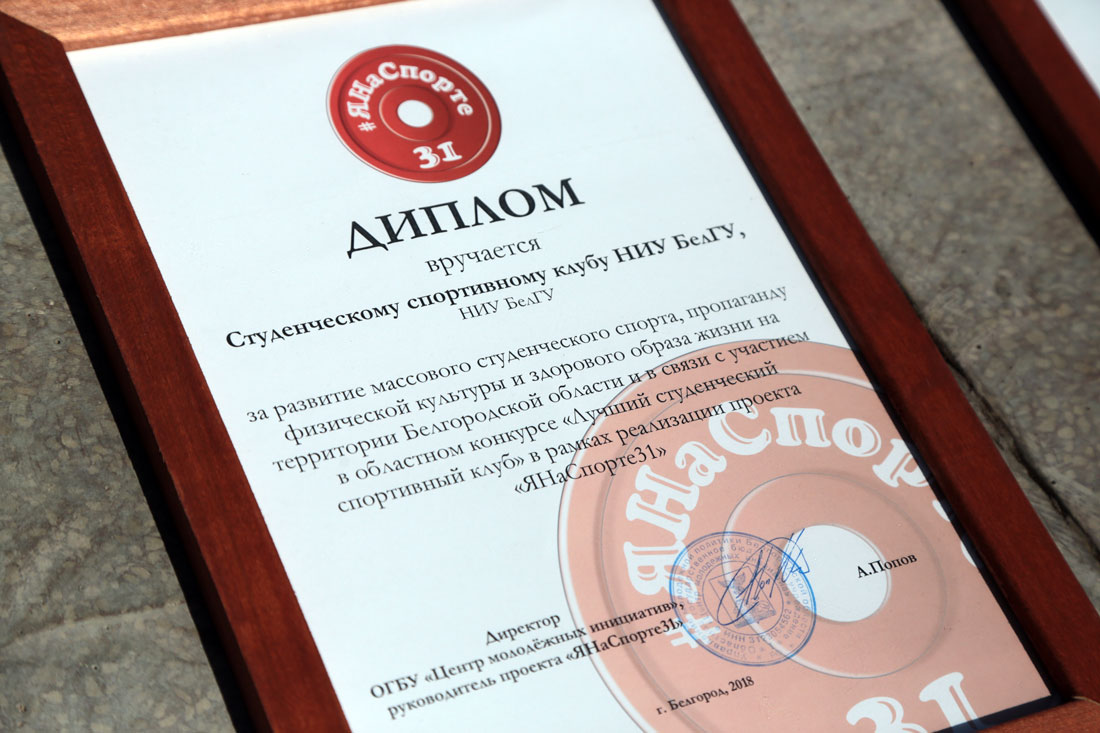 #ЯНаСпорте
31
ДИПЛОМ
вручается
Студенческому спортивному клубу НИУ БелГУ,
НИУ БелГУ
за развитие массового студенческого спорта, пропаганду
физической культуры и здорового образа жизни на
территории Белгородской области и в связи с участием
в областном конкурсе «Лучший студенческий
спортивный клуб» в рамках реализации проекта
«ЯНаСпорте31»
#ЯНаСпор
31
Директор
ОГБУ «Центр молодёжных инициатив»,
руководитель проекта «ЯНаСпорте31»
А.Попов
г. Белгород, 2018